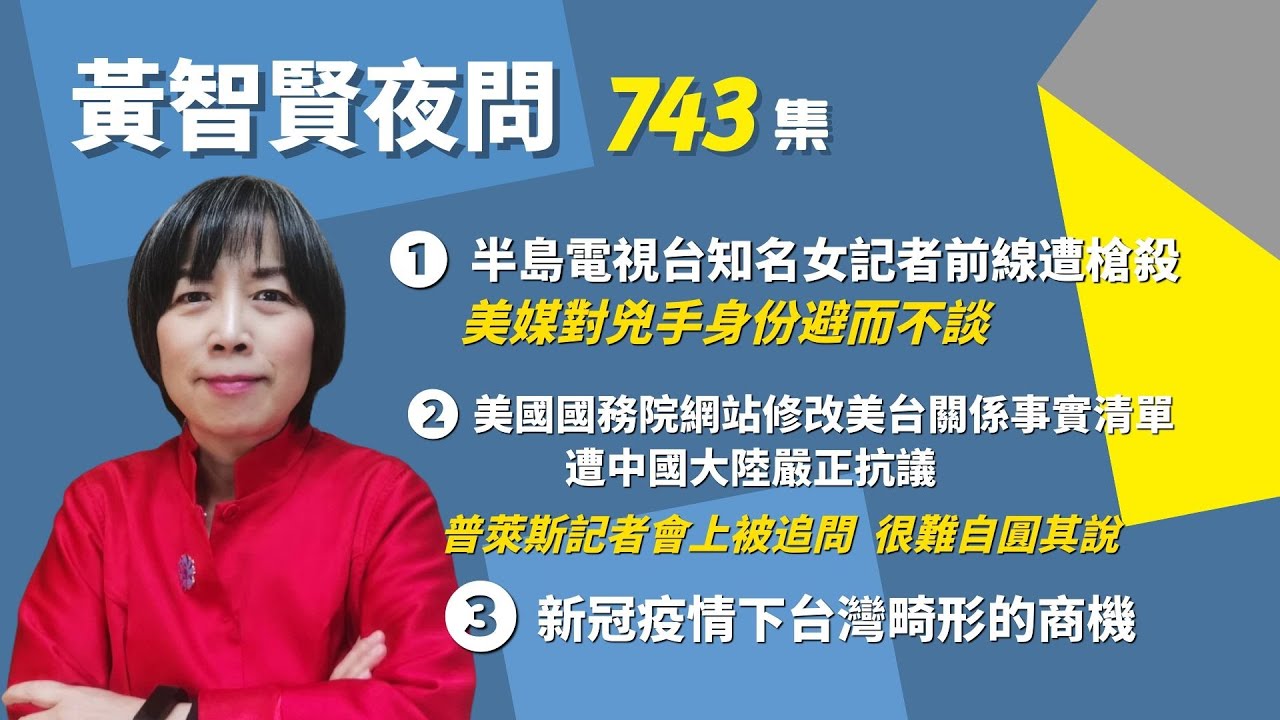 黃智賢夜問 743集
1 半島電視台知名女記者前線遭槍殺
美媒對兇手身份避而不談
2 美國國務院網站修改美台關係事實清單
遭中國大陸嚴正抗議
普萊斯記者會上被追問 很難自圓其說
3 新冠疫情下台灣畸形的商機